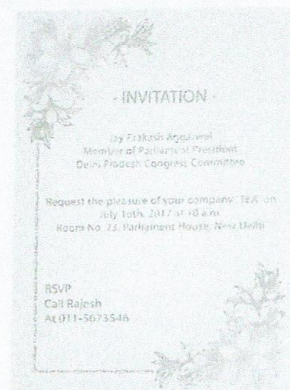 - INVITATION -
Jay Prakash Aggarwal
Member of Parliament President
Delhi Pradesh Congress Committee
Request the pleasure of your company 'TEA' on
July 10th, 2017 at 10 a.m.
Room No. 23, Parliament House, New Delhi
RSVP
Call Rajesh
At 011-5673546